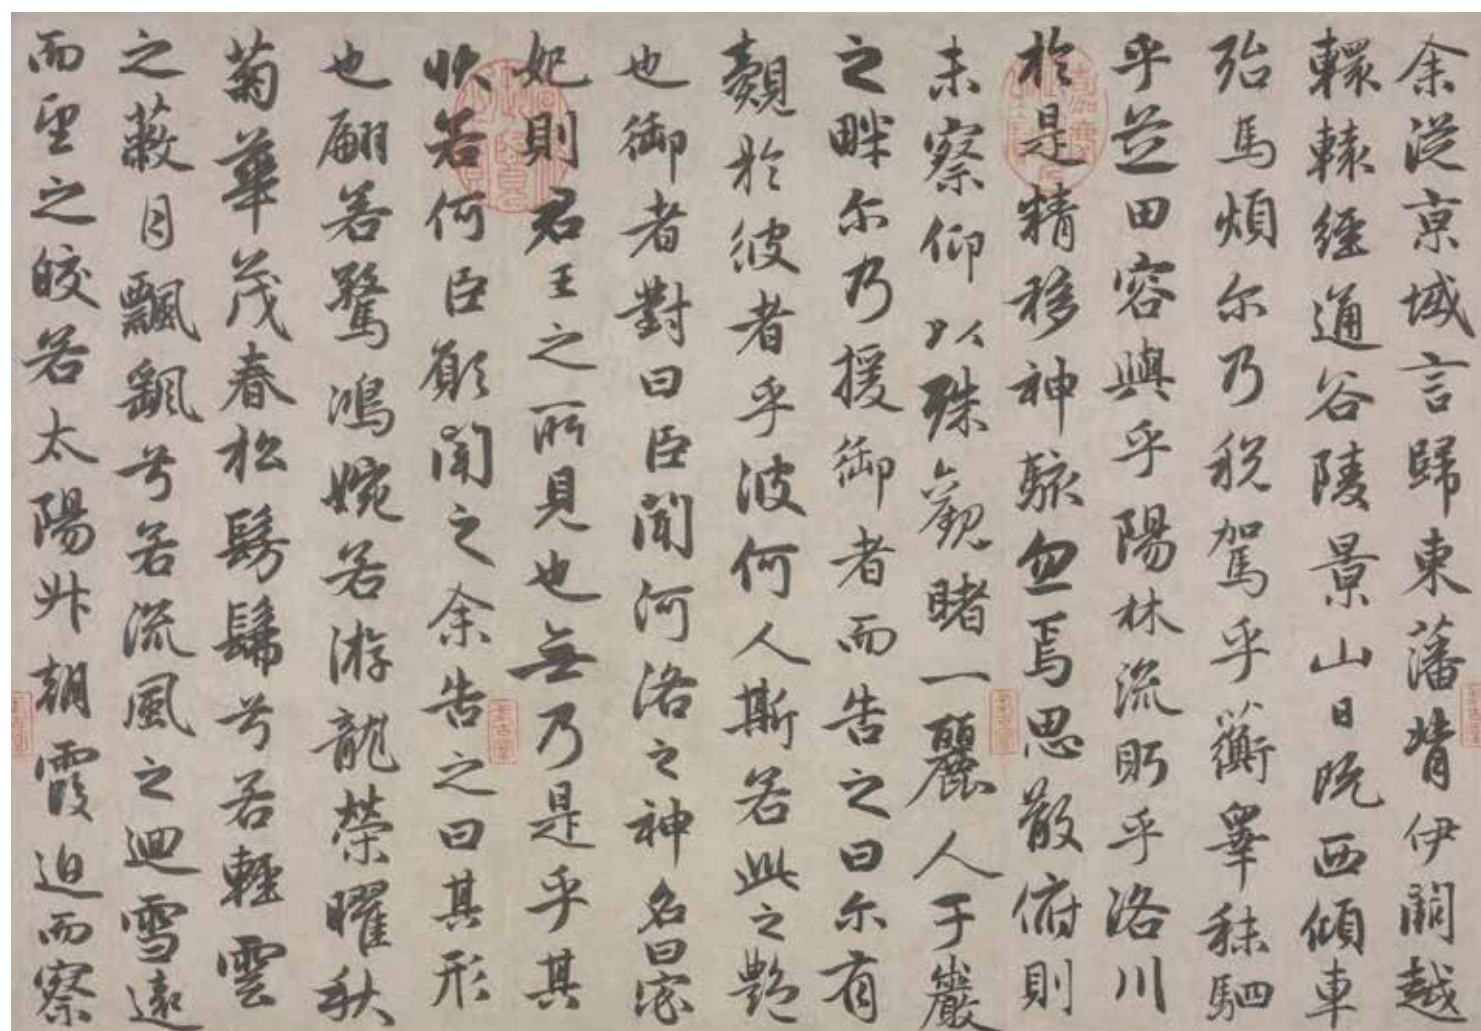 余從京域言歸東藩背伊闕越
轘轅經通谷陵景山日既西傾車
殆馬煩尔乃税駕乎蘅皋秣駟
乎芝田容與乎陽林流眄乎洛川
於是精移神駭忽焉思散俯則
未察仰以殊觀睹一麗人于巖
之畔尔乃援御者而告之曰尔有
覿於彼者乎彼何人斯若此之艷
也御者對曰臣聞河洛之神名曰宓
妃則君王之所見也無乃是乎其
狀若何臣願聞之余告之曰其形
也翩若驚鴻婉若游龍榮曜秋
菊華茂春松髣髴兮若輕雲
之蔽月飄颻兮若流風之迴雪遠
而望之皎若太陽升朝霞迫而察